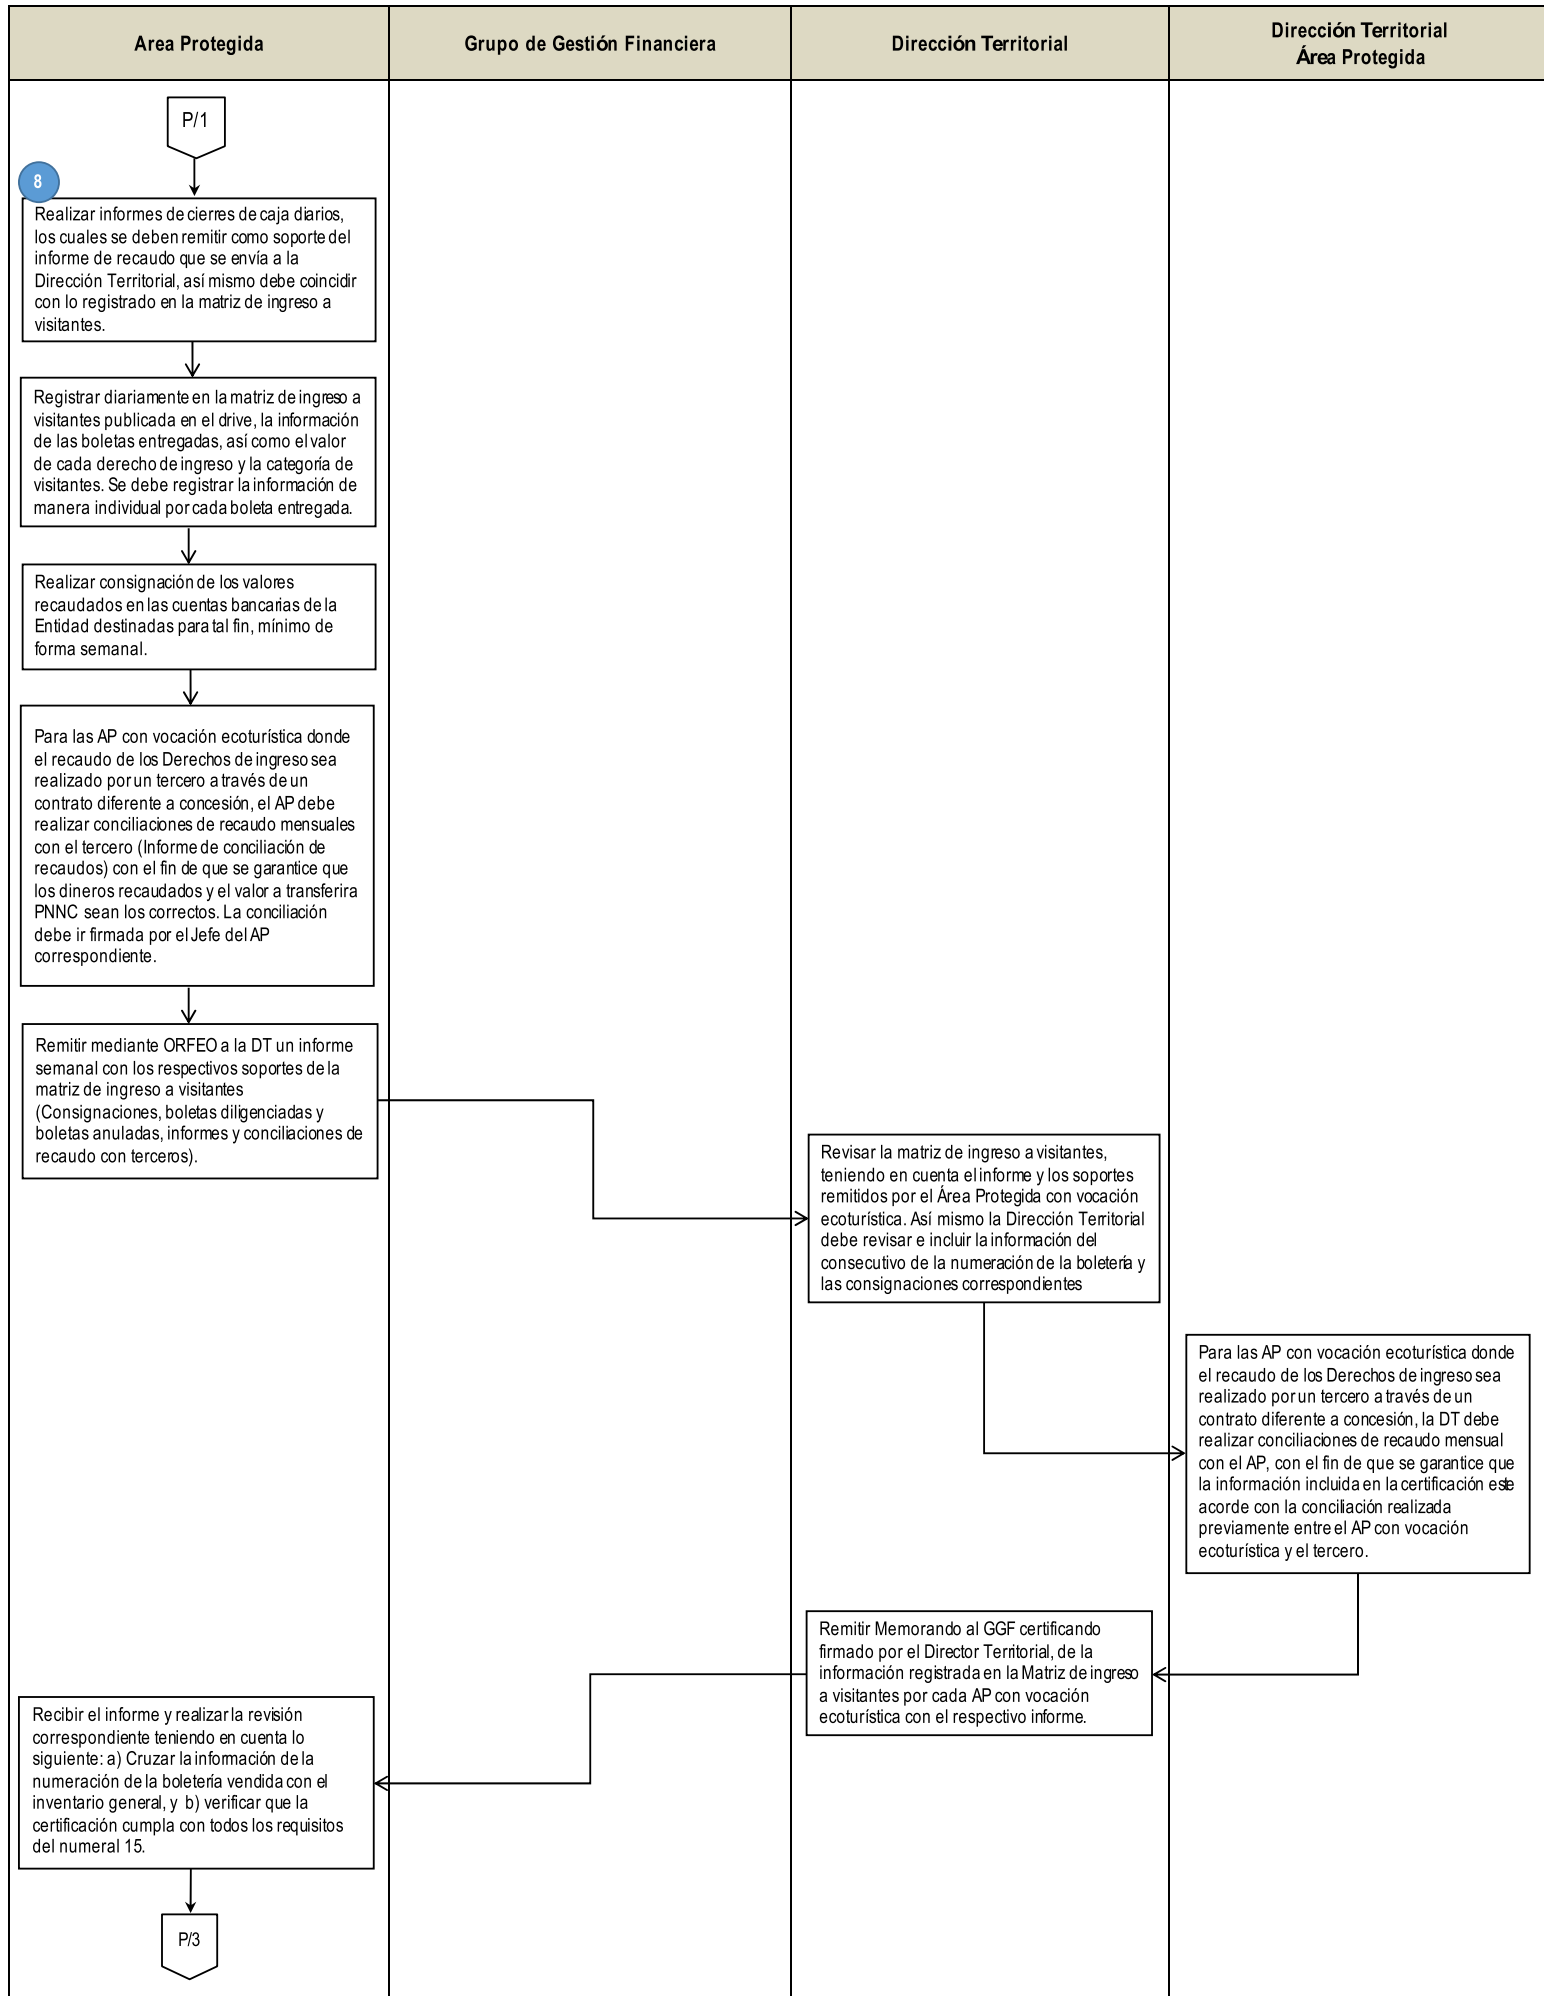 Area Protegida
Grupo de Gestión Financiera
Dirección Territorial
Dirección Territorial
Área Protegida
P/1
8
Realizar informes de cierres de caja diarios,
los cuales se deben remitir como soporte del
informe de recaudo que se envía a la
Dirección Territorial, así mismo debe coincidir
con lo registrado en la matriz de ingreso a
visitantes.
Registrar diariamente en la matriz de ingreso a
visitantes publicada en el drive, la información
de las boletas entregadas, así como el valor
de cada derecho de ingreso y la categoría de
visitantes. Se debe registrar la información de
manera individual por cada boleta entregada.
Realizar consignación de los valores
recaudados en las cuentas bancarias de la
Entidad destinadas para tal fin, mínimo de
forma semanal.
Para las AP con vocación ecoturística donde
el recaudo de los Derechos de ingreso sea
realizado por un tercero a través de un
contrato diferente a concesión, el AP debe
realizar conciliaciones de recaudo mensuales
con el tercero (Informe de conciliación de
recaudos) con el fin de que se garantice que
los dineros recaudados y el valor a transferir a
PNNC sean los correctos. La conciliación
debe ir firmada por el Jefe del AP
correspondiente.
Remitir mediante ORFEO a la DT un informe
semanal con los respectivos soportes de la
matriz de ingreso a visitantes
(Consignaciones, boletas diligenciadas y
boletas anuladas, informes y conciliaciones de
recaudo con terceros).
Revisar la matriz de ingreso a visitantes,
teniendo en cuenta el informe y los soportes
remitidos por el Área Protegida con vocación
ecoturística. Así mismo la Dirección Territorial
debe revisar e incluir la información del
consecutivo de la numeración de la boletería y
las consignaciones correspondientes
Para las AP con vocación ecoturística donde
el recaudo de los Derechos de ingreso sea
realizado por un tercero a través de un
contrato diferente a concesión, la DT debe
realizar conciliaciones de recaudo mensual
con el AP, con el fin de que se garantice que
la información incluida en la certificación este
acorde con la conciliación realizada
previamente entre el AP con vocación
ecoturística y el tercero.
Remitir Memorando al GGF certificando
firmado por el Director Territorial, de la
información registrada en la Matriz de ingreso
a visitantes por cada AP con vocación
ecoturística con el respectivo informe.
Recibir el informe y realizar la revisión
correspondiente teniendo en cuenta lo
siguiente: a) Cruzar la información de la
numeración de la boletería vendida con el
inventario general, y  b) verificar que la
certificación cumpla con todos los requisitos
del numeral 15.
P/3